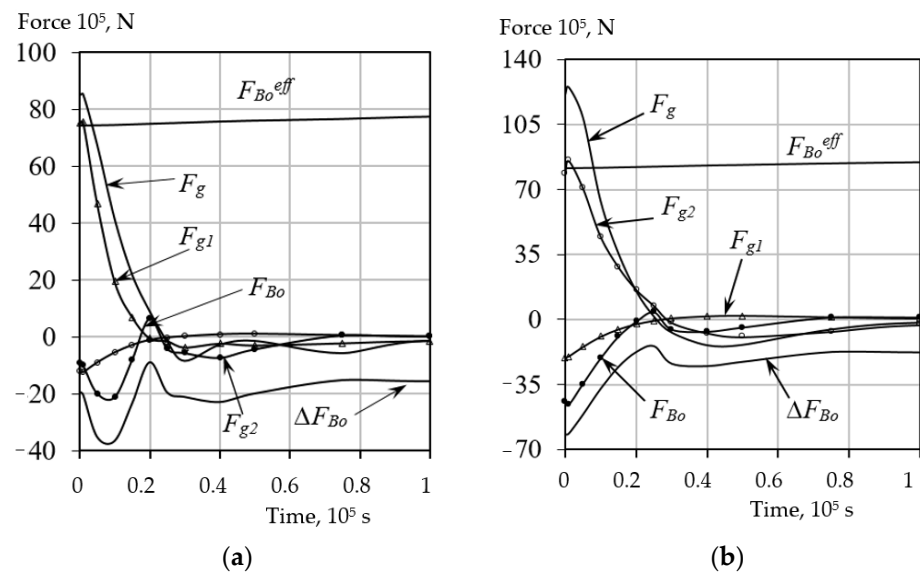 Force 10⁵, N
100
80
60
40
20
0
-20
-40
F_Bo^eff
F_g
F_g1
F_Bo
F_g2
ΔF_Bo
0 0.2 0.4 0.6 0.8 1
Time, 10⁵ s
(a)
Force 10⁵, N
140
105
70
35
0
-35
-70
F_g
F_Bo^eff
F_g2
F_g1
F_Bo
ΔF_Bo
0 0.2 0.4 0.6 0.8 1
Time, 10⁵ s
(b)